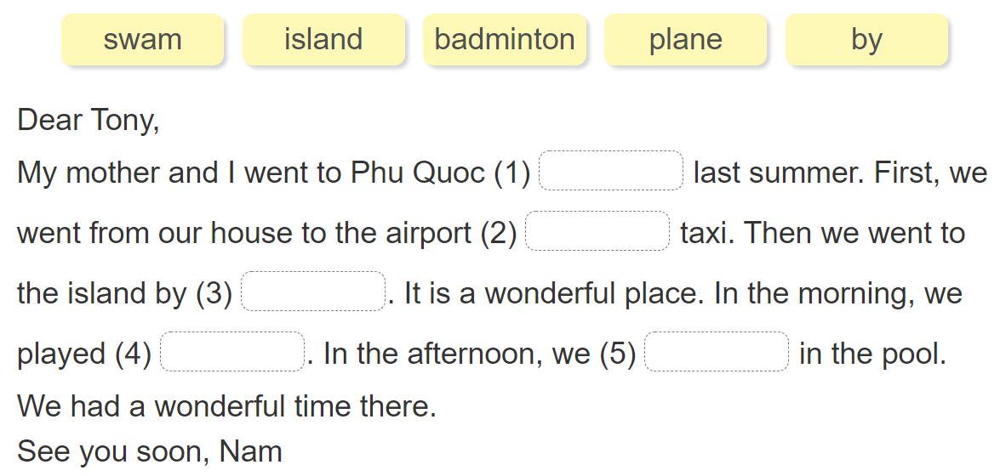 swam island badminton plane by
Dear Tony,
My mother and I went to Phu Quoc (1) last summer. First, we
went from our house to the airport (2) taxi. Then we went to
the island by (3) . It is a wonderful place. In the morning, we
played (4) . In the afternoon, we (5) in the pool.
We had a wonderful time there.
See you soon, Nam